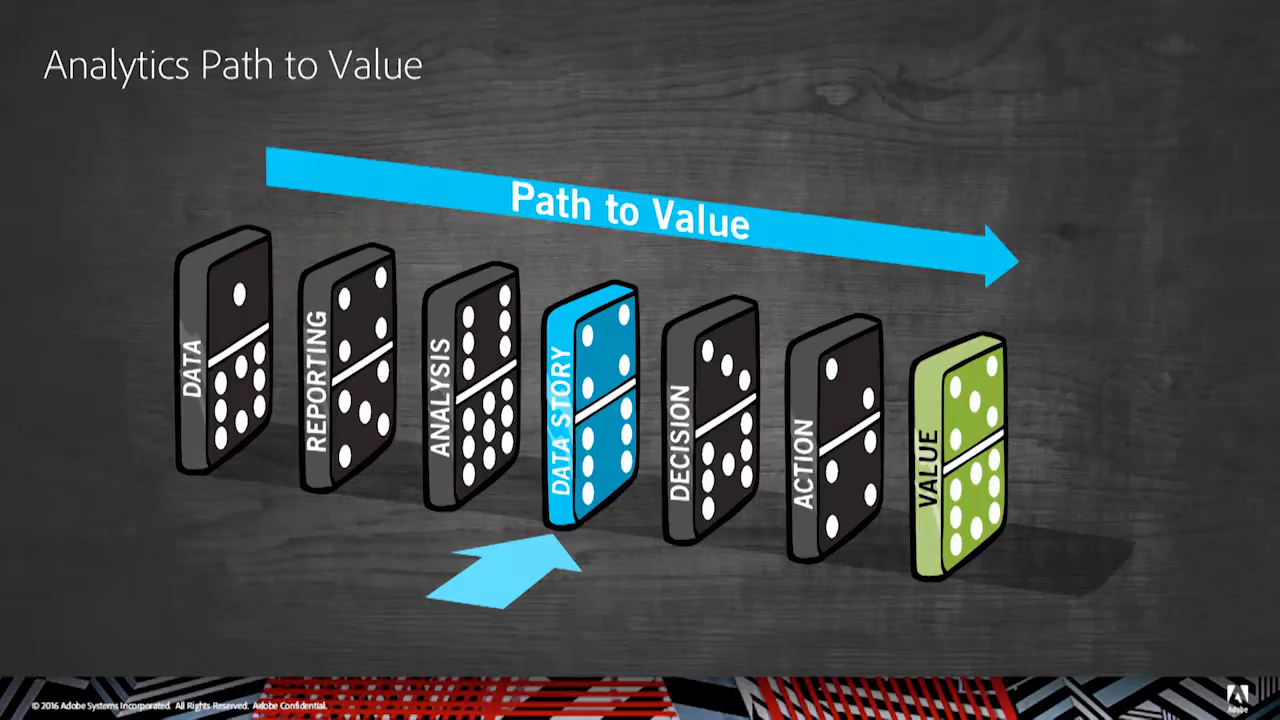 Analytics Path to Value
Path to Value
DATA
REPORTING
ANALYSIS
DATA STORY
DECISION
ACTION
VALUE
© 2016 Adobe Systems Incorporated. All Rights Reserved. Adobe Confidential.
Adobe